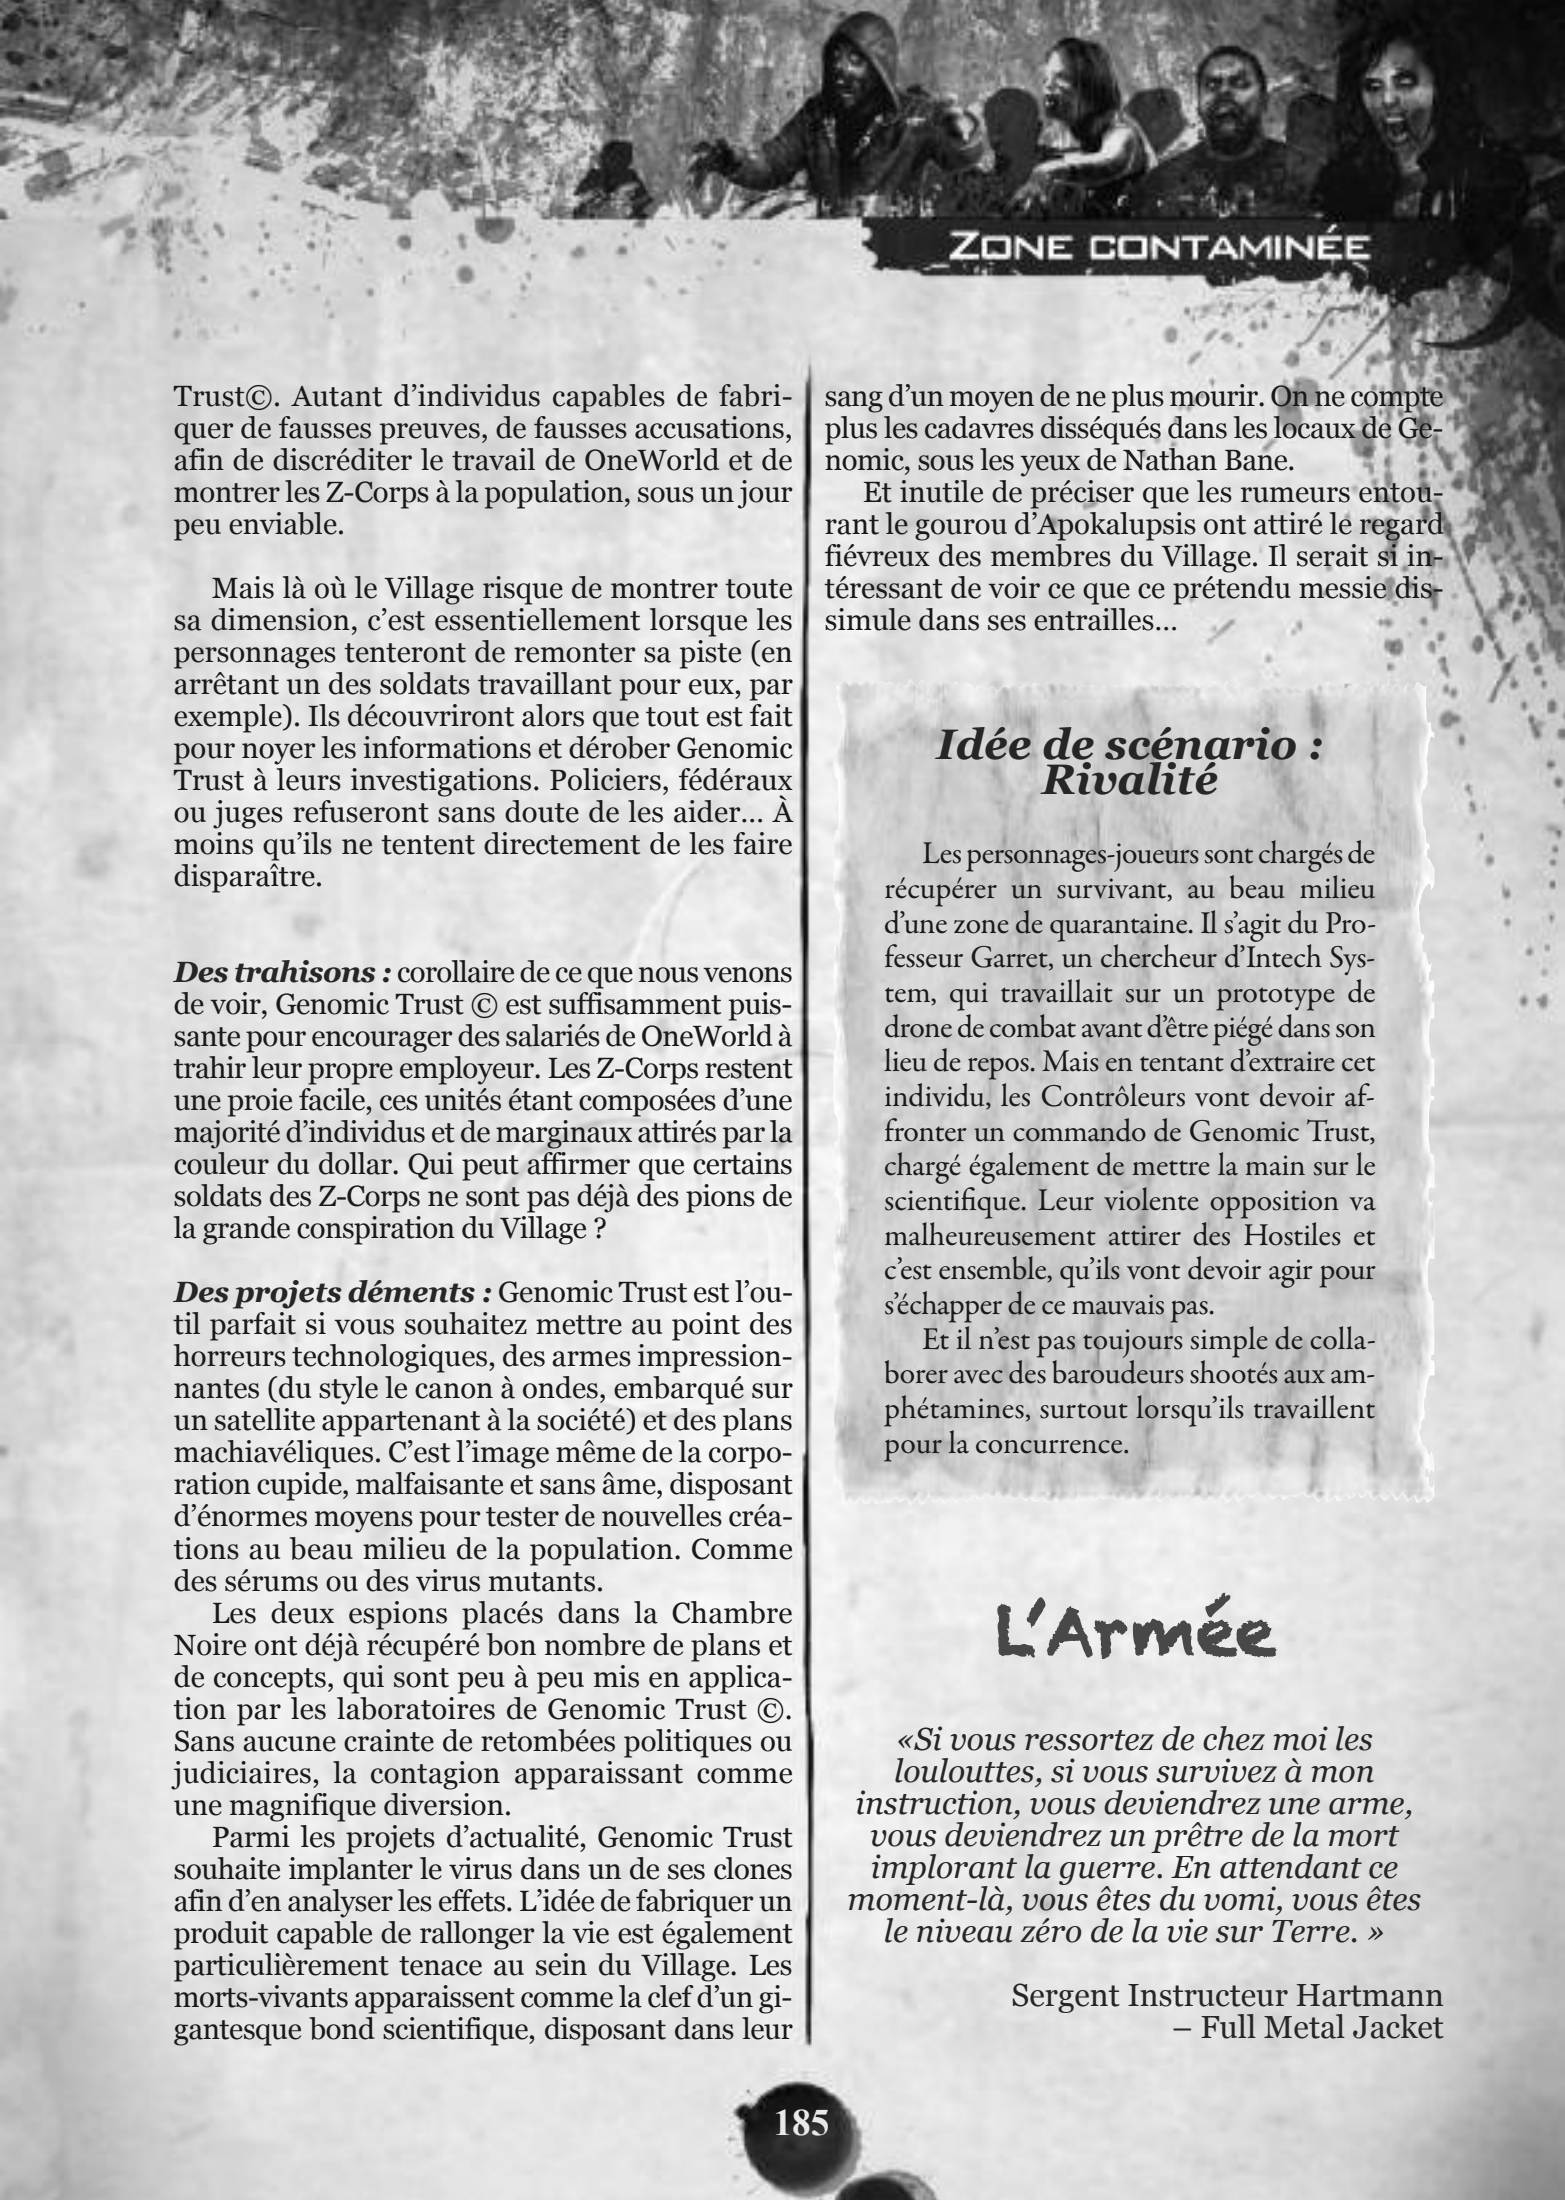 ZONE CONTAMINÉE
Trust©. Autant d’individus capables de fabri-
quer de fausses preuves, de fausses accusations,
afin de discréditer le travail de OneWorld et de
montrer les Z-Corps à la population, sous un jour
peu enviable.
Mais là où le Village risque de montrer toute
sa dimension, c’est essentiellement lorsque les
personnages tenteront de remonter sa piste (en
arrêtant un des soldats travaillant pour eux, par
exemple). Ils découvriront alors que tout est fait
pour noyer les informations et dérober Genomic
Trust à leurs investigations. Policiers, fédéraux
ou juges refuseront sans doute de les aider… À
moins qu’ils ne tentent directement de les faire
disparaître.
Des trahisons : corollaire de ce que nous venons
de voir, Genomic Trust © est suffisamment puis-
sante pour encourager des salariés de OneWorld à
trahir leur propre employeur. Les Z-Corps restent
une proie facile, ces unités étant composées d’une
majorité d’individus et de marginaux attirés par la
couleur du dollar. Qui peut affirmer que certains
soldats des Z-Corps ne sont pas déjà des pions de
la grande conspiration du Village ?
Des projets déments : Genomic Trust est l’ou-
til parfait si vous souhaitez mettre au point des
horreurs technologiques, des armes impression-
nantes (du style le canon à ondes, embarqué sur
un satellite appartenant à la société) et des plans
machiavéliques. C’est l’image même de la corpo-
ration cupide, malfaisante et sans âme, disposant
d’énormes moyens pour tester de nouvelles créa-
tions au beau milieu de la population. Comme
des sérums ou des virus mutants.
Les deux espions placés dans la Chambre
Noire ont déjà récupéré bon nombre de plans et
de concepts, qui sont peu à peu mis en applica-
tion par les laboratoires de Genomic Trust ©.
Sans aucune crainte de retombées politiques ou
judiciaires, la contagion apparaissant comme
une magnifique diversion.
Parmi les projets d’actualité, Genomic Trust
souhaite implanter le virus dans un de ses clones
afin d’en analyser les effets. L’idée de fabriquer un
produit capable de rallonger la vie est également
particulièrement tenace au sein du Village. Les
morts-vivants apparaissent comme la clef d’un gi-
gantesque bond scientifique, disposant dans leur
sang d’un moyen de ne plus mourir. On ne compte
plus les cadavres disséqués dans les locaux de Ge-
nomic, sous les yeux de Nathan Bane.
Et inutile de préciser que les rumeurs entou-
rant le gourou d’Apokalupsis ont attiré le regard
fiévreux des membres du Village. Il serait si in-
téressant de voir ce que ce prétendu messie dis-
simule dans ses entrailles…
Idée de scénario :
Rivalité
Les personnages-joueurs sont chargés de
récupérer un survivant, au beau milieu
d’une zone de quarantaine. Il s’agit du Pro-
fesseur Garret, un chercheur d’Intech Sys-
tem, qui travaillait sur un prototype de
drone de combat avant d’être piégé dans son
lieu de repos. Mais en tentant d’extraire cet
individu, les Contrôleurs vont devoir af-
fronter un commando de Genomic Trust,
chargé également de mettre la main sur le
scientifique. Leur violente opposition va
malheureusement attirer des Hostiles et
c’est ensemble, qu’ils vont devoir agir pour
s’échapper de ce mauvais pas.
Et il n’est pas toujours simple de colla-
borer avec des baroudeurs shootés aux am-
phétamines, surtout lorsqu’ils travaillent
pour la concurrence.
L’Armée
«Si vous ressortez de chez moi les
loulouttes, si vous survivez à mon
instruction, vous deviendrez une arme,
vous deviendrez un prêtre de la mort
implorant la guerre. En attendant ce
moment-là, vous êtes du vomi, vous êtes
le niveau zéro de la vie sur Terre. »
Sergent Instructeur Hartmann
– Full Metal Jacket
185